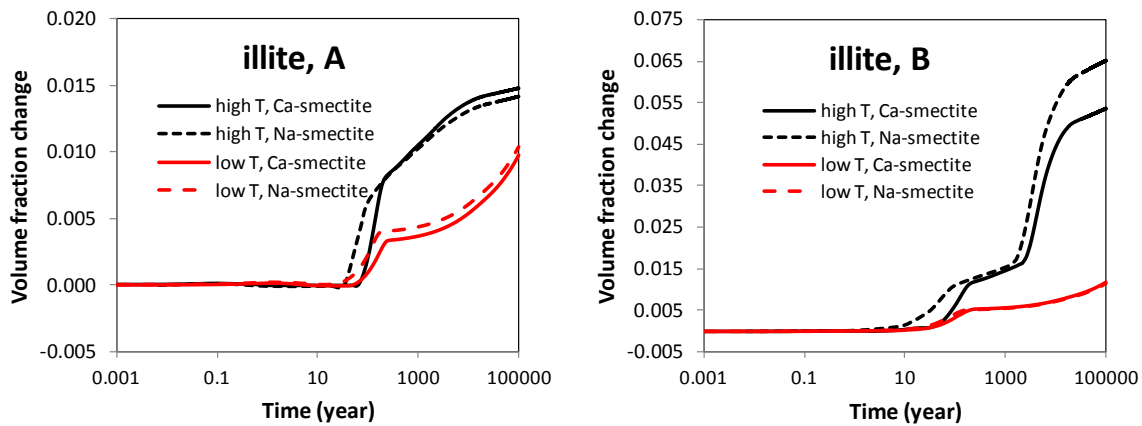 illite, A
high T, Ca-smectite
high T, Na-smectite
low T, Ca-smectite
low T, Na-smectite
Volume fraction change
0.020
0.015
0.010
0.005
0.000
-0.005
0.001
0.1
10
1000
100000
Time (year)
illite, B
high T, Ca-smectite
high T, Na-smectite
low T, Ca-smectite
low T, Na-smectite
Volume fraction change
0.075
0.065
0.055
0.045
0.035
0.025
0.015
0.005
-0.005
0.001
0.1
10
1000
100000
Time (year)